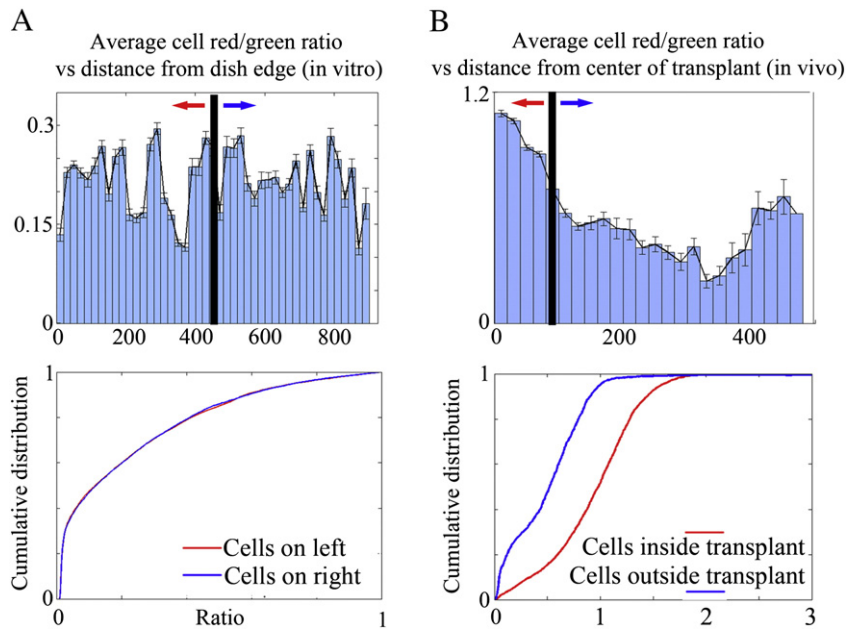 A
Average cell red/green ratio
vs distance from dish edge (in vitro)
0.3
0.15
0
0 200 400 600 800
1
0
Cumulative distribution
Cells on left
Cells on right
0 Ratio 1
B
Average cell red/green ratio
vs distance from center of transplant (in vivo)
1.2
0
0 200 400
1
0
Cumulative distribution
Cells inside transplant
Cells outside transplant
0 1 2 3